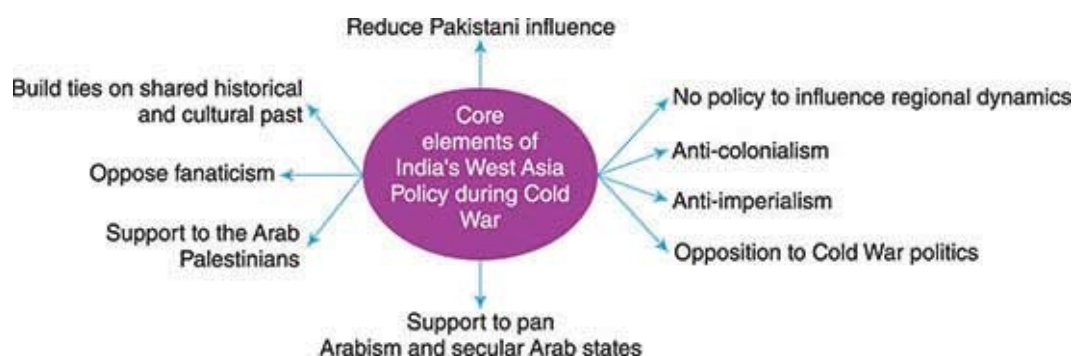 Reduce Pakistani influence
Build ties on shared historical
and cultural past
Oppose fanaticism
Support to the Arab
Palestinians
Core
elements of
India's West Asia
Policy during Cold
War
No policy to influence regional dynamics
Anti-colonialism
Anti-imperialism
Opposition to Cold War politics
Support to pan
Arabism and secular Arab states